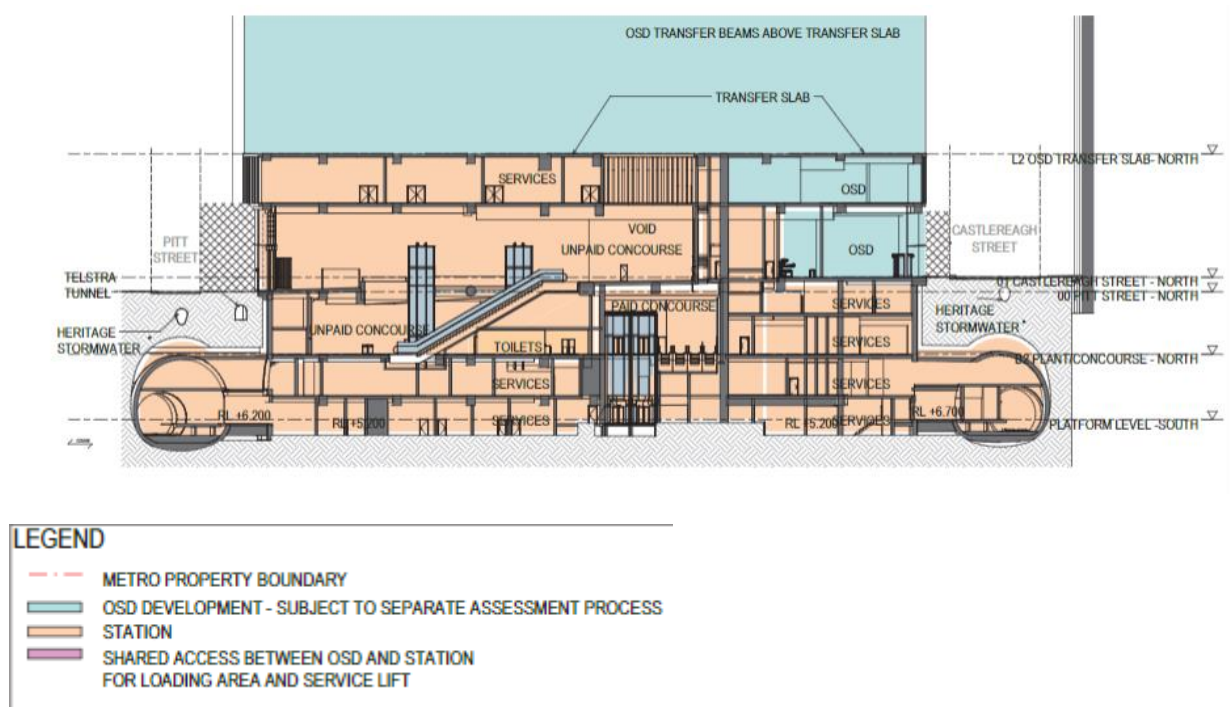 OSD TRANSFER BEAMS ABOVE TRANSFER SLAB
TRANSFER SLAB
L2 OSD TRANSFER SLAB- NORTH
SERVICES
OSD
VOID
UNPAID CONCOURSE
OSD
PITT
STREET
CASTLEREAGH
STREET
TELSTRA
TUNNEL
01 CASTLEREAGH STREET - NORTH
00 PITT STREET - NORTH
PAID CONCOURSE
SERVICES
HERITAGE
STORMWATER
HERITAGE
STORMWATER
UNPAID CONCOURSE
TOILETS
SERVICES
B2 PLANT/CONCOURSE - NORTH
SERVICES
SERVICES
RL +6.200
RL +5.200
SERVICES
RL +5.200
SERVICES
RL +6.700
PLATFORM LEVEL -SOUTH
LEGEND
METRO PROPERTY BOUNDARY
OSD DEVELOPMENT - SUBJECT TO SEPARATE ASSESSMENT PROCESS
STATION
SHARED ACCESS BETWEEN OSD AND STATION
FOR LOADING AREA AND SERVICE LIFT